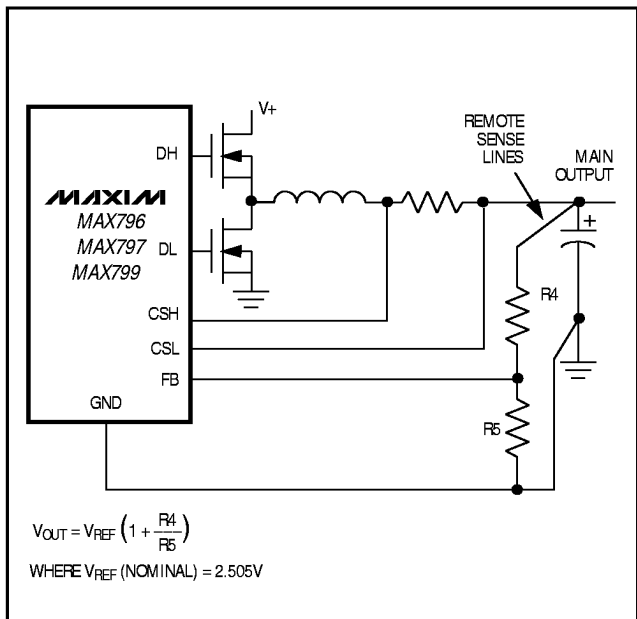 V+
REMOTE
SENSE
LINES
MAIN
OUTPUT
DH
MAXIM
MAX796
MAX797
MAX799
DL
+
R4
CSH
CSL
FB
GND
R5
VOUT = VREF (1 + R4/R5)
WHERE VREF (NOMINAL) = 2.505V